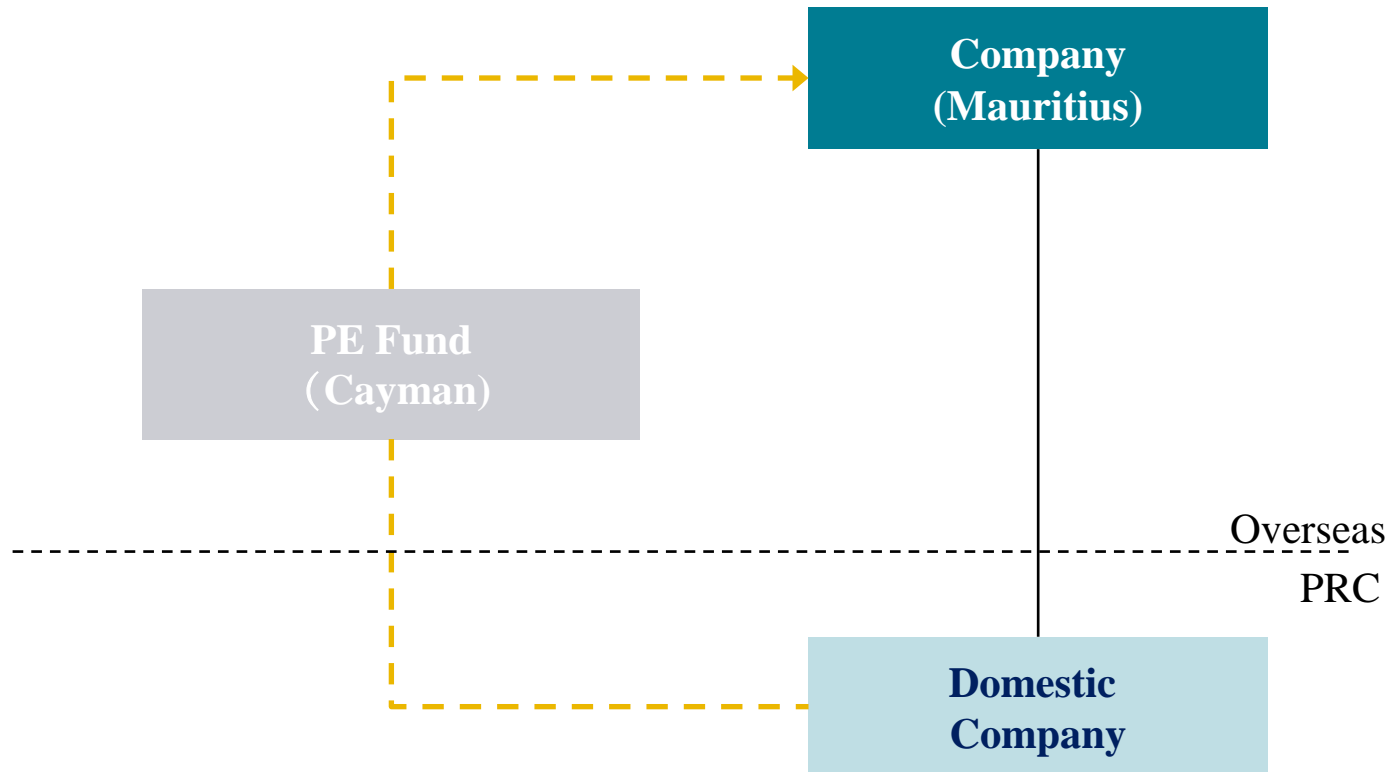 Company
(Mauritius)
PE Fund
（Cayman)
Overseas
PRC
Domestic
Company